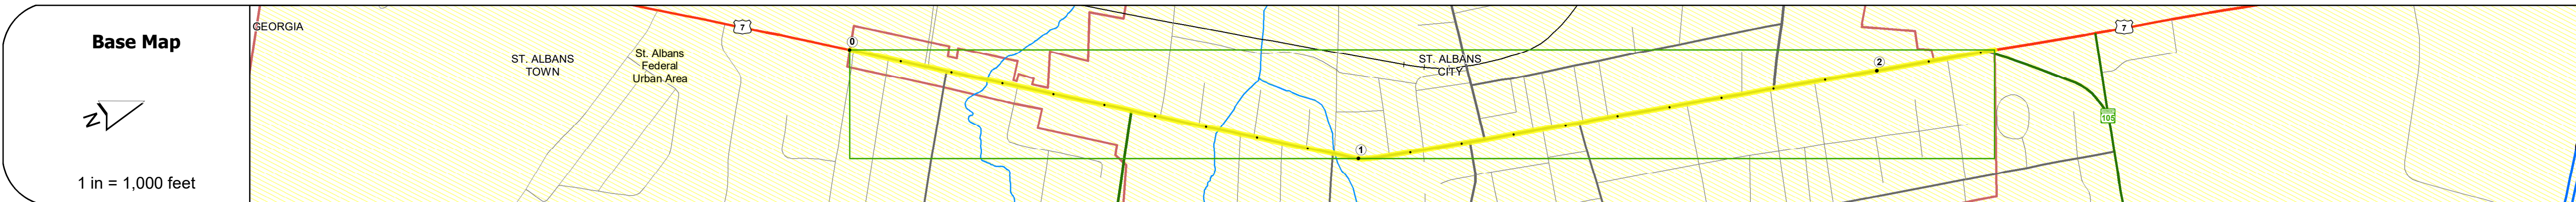 Base Map
N
1 in = 1,000 feet
GEORGIA
ST. ALBANS
TOWN
St. Albans
Federal
Urban Area
7
0
1
ST. ALBANS
CITY
2
7
105